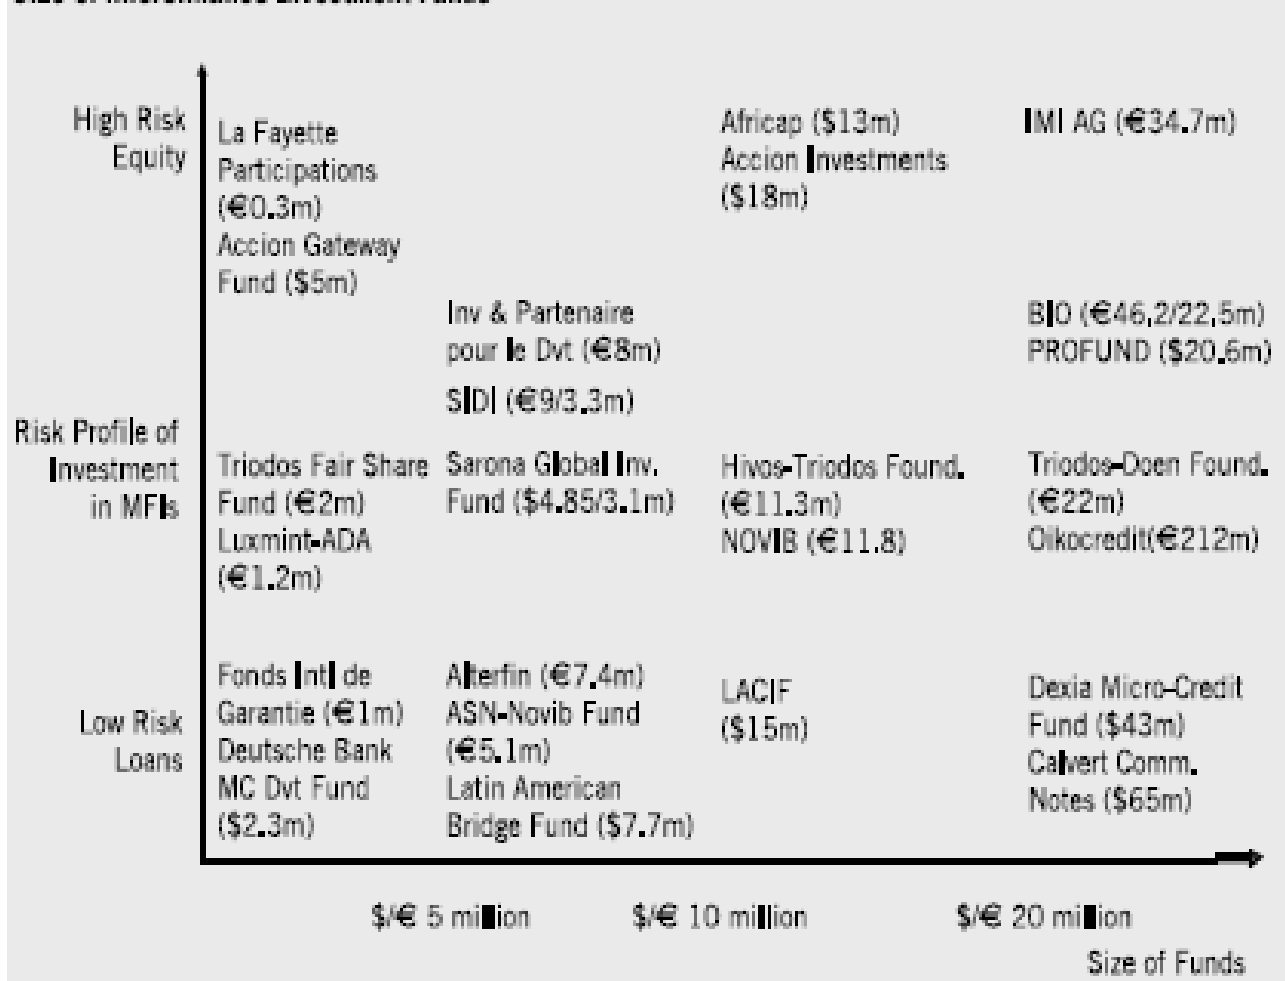 Size of Microfinance Investment Funds
High Risk
Equity
La Fayette
Participations
(€0.3m)
Accion Gateway
Fund ($5m)
Africap ($13m)
Accion Investments
($18m)
IMI AG (€34.7m)
Inv & Partenaire
pour le Dvt (€8m)
SIDI (€9/3.3m)
BIO (€46,2/22,5m)
PROFUND ($20.6m)
Risk Profile of
Investment
in MFIs
Triodos Fair Share
Fund (€2m)
Luxmint-ADA
(€1.2m)
Sarona Global Inv.
Fund ($4.85/3.1m)
Hivos-Triodos Found.
(€11.3m)
NOVIB (€11.8)
Triodos-Doen Found.
(€22m)
Oikocredit(€212m)
Low Risk
Loans
Fonds Intl de
Garantie (€1m)
Deutsche Bank
MC Dvt Fund
($2.3m)
Alterfin (€7.4m)
ASN-Novib Fund
(€5.1m)
Latin American
Bridge Fund ($7.7m)
LACIF
($15m)
Dexia Micro-Credit
Fund ($43m)
Calvert Comm.
Notes ($65m)
$/€ 5 million
$/€ 10 million
$/€ 20 million
Size of Funds